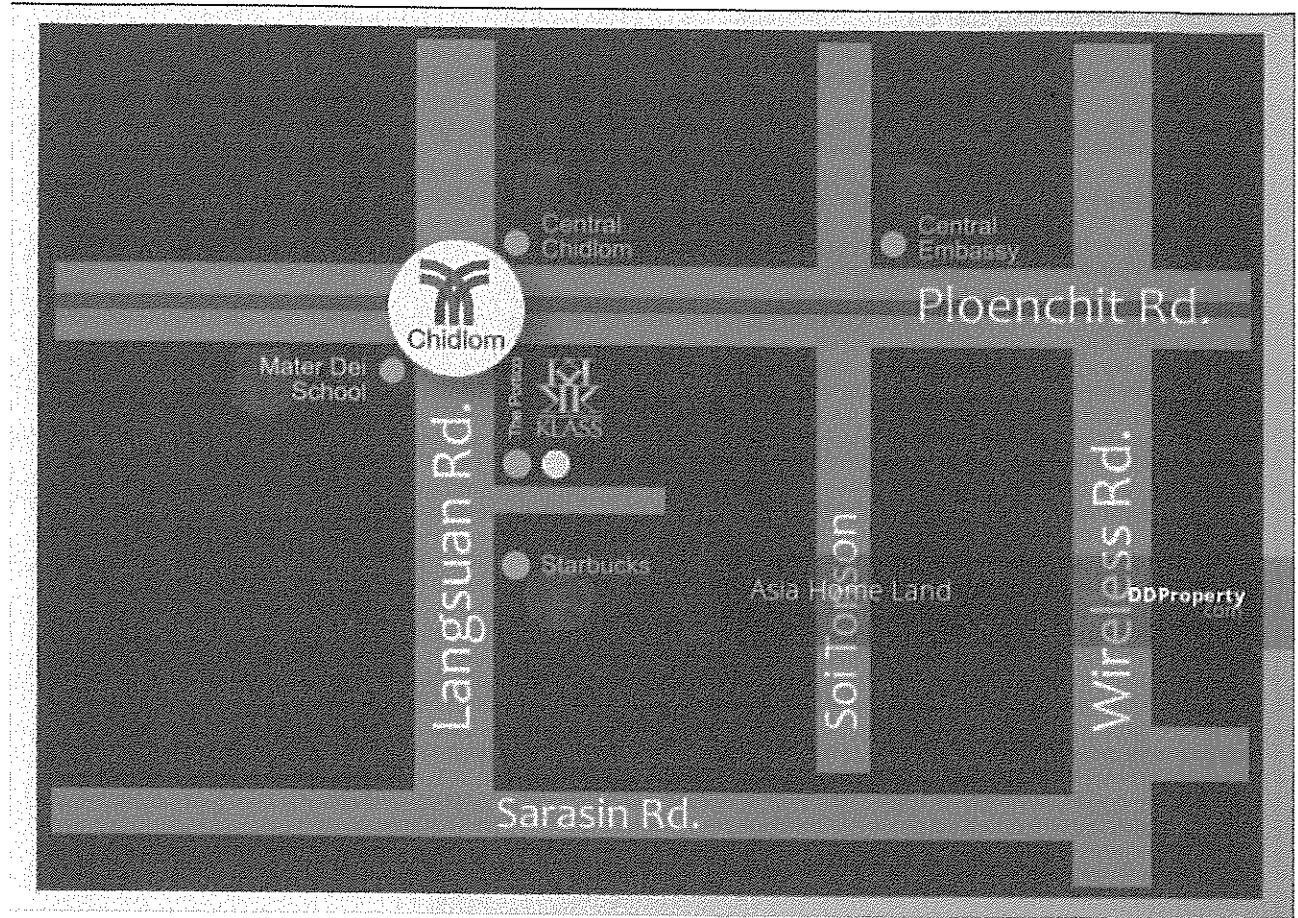 Central
Chidlom
Central
Embassy
Ploenchit Rd.
Chidlom
Mater Dei
School
The Portico
KLASS
Langsuan Rd.
Starbucks
Asia Home Land
Soi Tonson
Wireless Rd.
DDProperty
.com
Sarasin Rd.